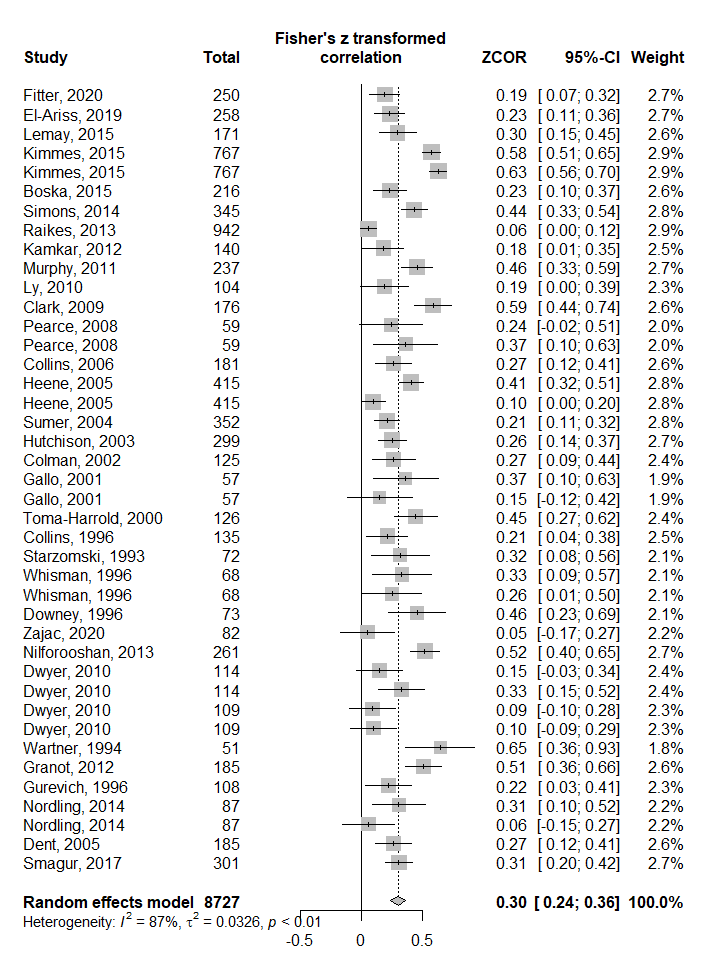 Fisher's z transformed
Study Total correlation ZCOR 95%-CI Weight
Fitter, 2020 250 0.19 [ 0.07; 0.32] 2.7%
El-Ariss, 2019 258 0.23 [ 0.11; 0.36] 2.7%
Lemay, 2015 171 0.30 [ 0.15; 0.45] 2.6%
Kimmes, 2015 767 0.58 [ 0.51; 0.65] 2.9%
Kimmes, 2015 767 0.63 [ 0.56; 0.70] 2.9%
Boska, 2015 216 0.23 [ 0.10; 0.37] 2.6%
Simons, 2014 345 0.44 [ 0.33; 0.54] 2.8%
Raikes, 2013 942 0.06 [ 0.00; 0.12] 2.9%
Kamkar, 2012 140 0.18 [ 0.01; 0.35] 2.5%
Murphy, 2011 237 0.46 [ 0.33; 0.59] 2.7%
Ly, 2010 104 0.19 [ 0.00; 0.39] 2.3%
Clark, 2009 176 0.59 [ 0.44; 0.74] 2.6%
Pearce, 2008 59 0.24 [-0.02; 0.51] 2.0%
Pearce, 2008 59 0.37 [ 0.10; 0.63] 2.0%
Collins, 2006 181 0.27 [ 0.12; 0.41] 2.6%
Heene, 2005 415 0.41 [ 0.32; 0.51] 2.8%
Heene, 2005 415 0.10 [ 0.00; 0.20] 2.8%
Sumer, 2004 352 0.21 [ 0.11; 0.32] 2.8%
Hutchison, 2003 299 0.26 [ 0.14; 0.37] 2.7%
Colman, 2002 125 0.27 [ 0.09; 0.44] 2.4%
Gallo, 2001 57 0.37 [ 0.10; 0.63] 1.9%
Gallo, 2001 57 0.15 [-0.12; 0.42] 1.9%
Toma-Harrold, 2000 126 0.45 [ 0.27; 0.62] 2.4%
Collins, 1996 135 0.21 [ 0.04; 0.38] 2.5%
Starzomski, 1993 72 0.32 [ 0.08; 0.56] 2.1%
Whisman, 1996 68 0.33 [ 0.09; 0.57] 2.1%
Whisman, 1996 68 0.26 [ 0.01; 0.50] 2.1%
Downey, 1996 73 0.46 [ 0.23; 0.69] 2.1%
Zajac, 2020 82 0.05 [-0.17; 0.27] 2.2%
Nilforooshan, 2013 261 0.52 [ 0.40; 0.65] 2.7%
Dwyer, 2010 114 0.15 [-0.03; 0.34] 2.4%
Dwyer, 2010 114 0.33 [ 0.15; 0.52] 2.4%
Dwyer, 2010 109 0.09 [-0.10; 0.28] 2.3%
Dwyer, 2010 109 0.10 [-0.09; 0.29] 2.3%
Wartner, 1994 51 0.65 [ 0.36; 0.93] 1.8%
Granot, 2012 185 0.51 [ 0.36; 0.66] 2.6%
Gurevich, 1996 108 0.22 [ 0.03; 0.41] 2.3%
Nordling, 2014 87 0.31 [ 0.10; 0.52] 2.2%
Nordling, 2014 87 0.06 [-0.15; 0.27] 2.2%
Dent, 2005 185 0.27 [ 0.12; 0.41] 2.6%
Smagur, 2017 301 0.31 [ 0.20; 0.42] 2.7%
Random effects model 8727 0.30 [ 0.24; 0.36] 100.0%
Heterogeneity: I² = 87%, τ² = 0.0326, p < 0.01
-0.5 0 0.5